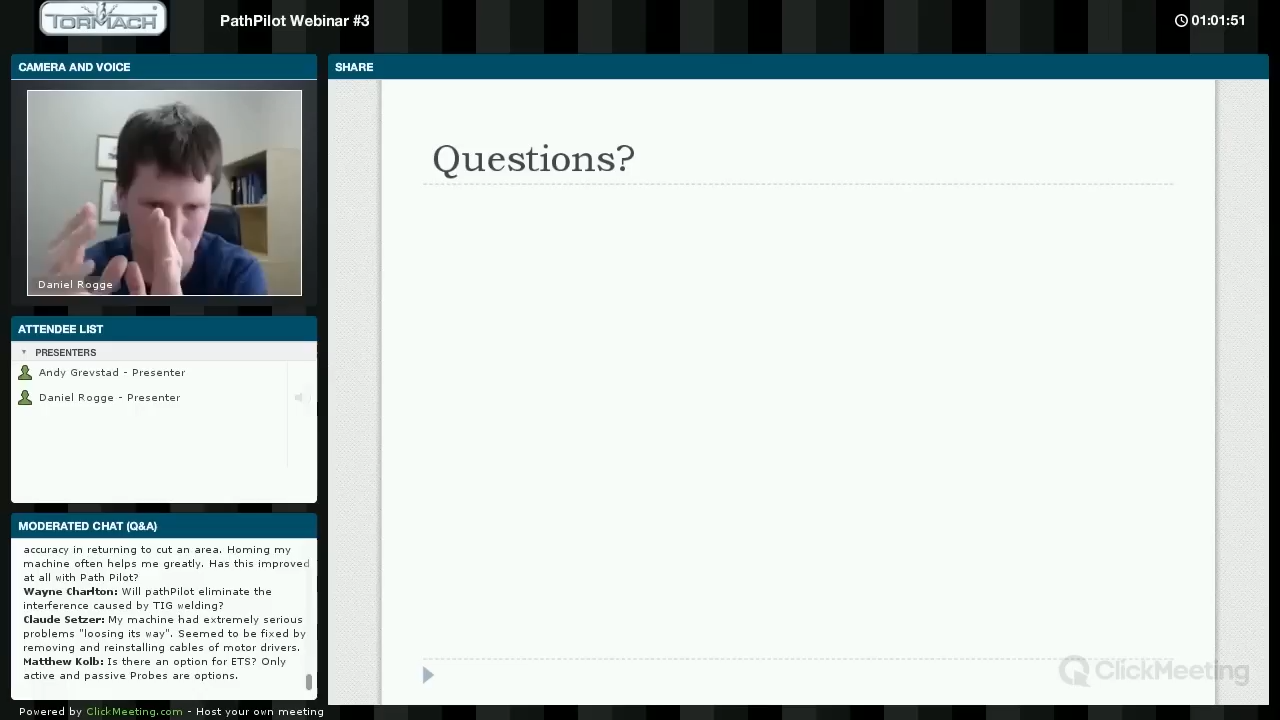 TORMACH
PathPilot Webinar #3
01:01:51
CAMERA AND VOICE
Daniel Rogge
ATTENDEE LIST
PRESENTERS
Andy Grevstad - Presenter
Daniel Rogge - Presenter
MODERATED CHAT (Q&A)
accuracy in returning to cut an area. Homing my
machine often helps me greatly. Has this improved
at all with Path Pilot?
Wayne Charlton: Will pathPilot eliminate the
interference caused by TIG welding?
Claude Setzer: My machine had extremely serious
problems "loosing its way". Seemed to be fixed by
removing and reinstalling cables of motor drivers.
Matthew Kolb: Is there an option for ETS? Only
active and passive Probes are options.
Powered by ClickMeeting.com - Host your own meeting
SHARE
Questions?
ClickMeeting